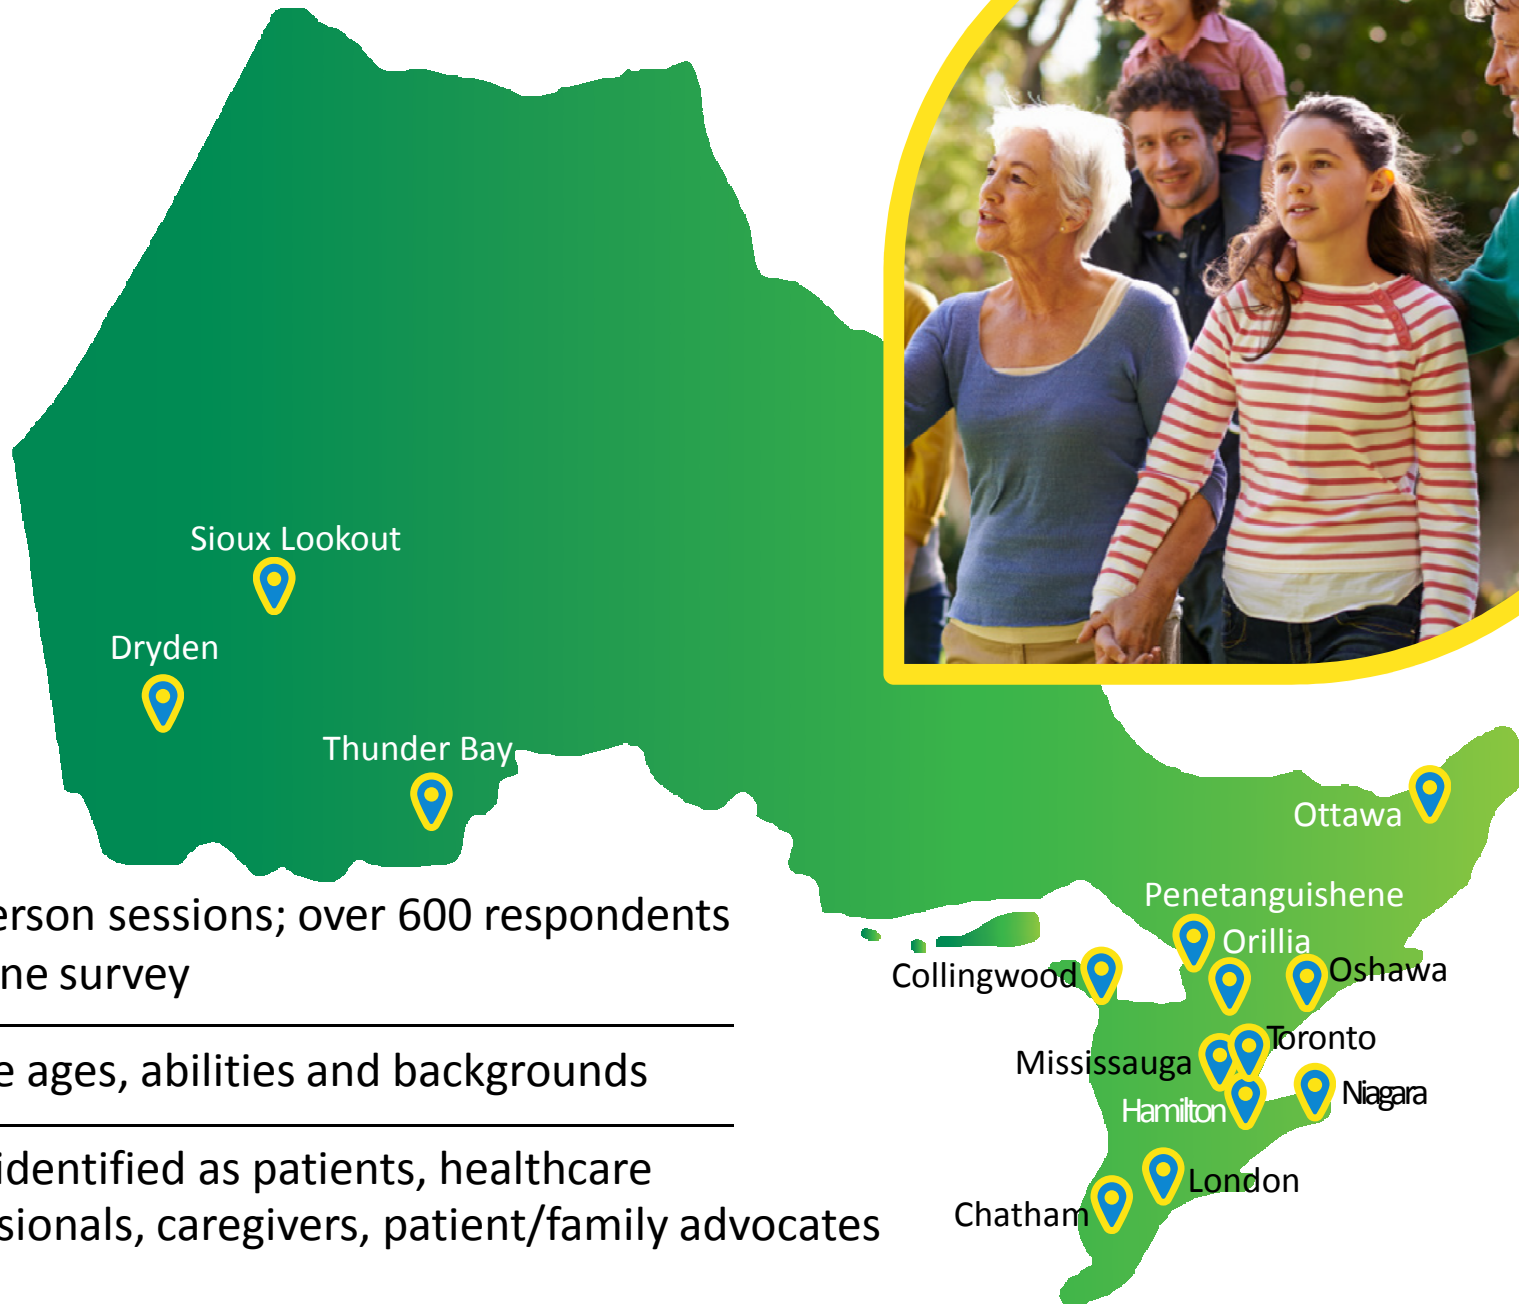 Sioux Lookout
Dryden
Thunder Bay
Ottawa
Penetanguishene
Orillia
Collingwood
Oshawa
Toronto
Mississauga
Niagara
Hamilton
London
Chatham
erson sessions; over 600 respondents
ne survey
e ages, abilities and backgrounds
identified as patients, healthcare
sionals, caregivers, patient/family advocates